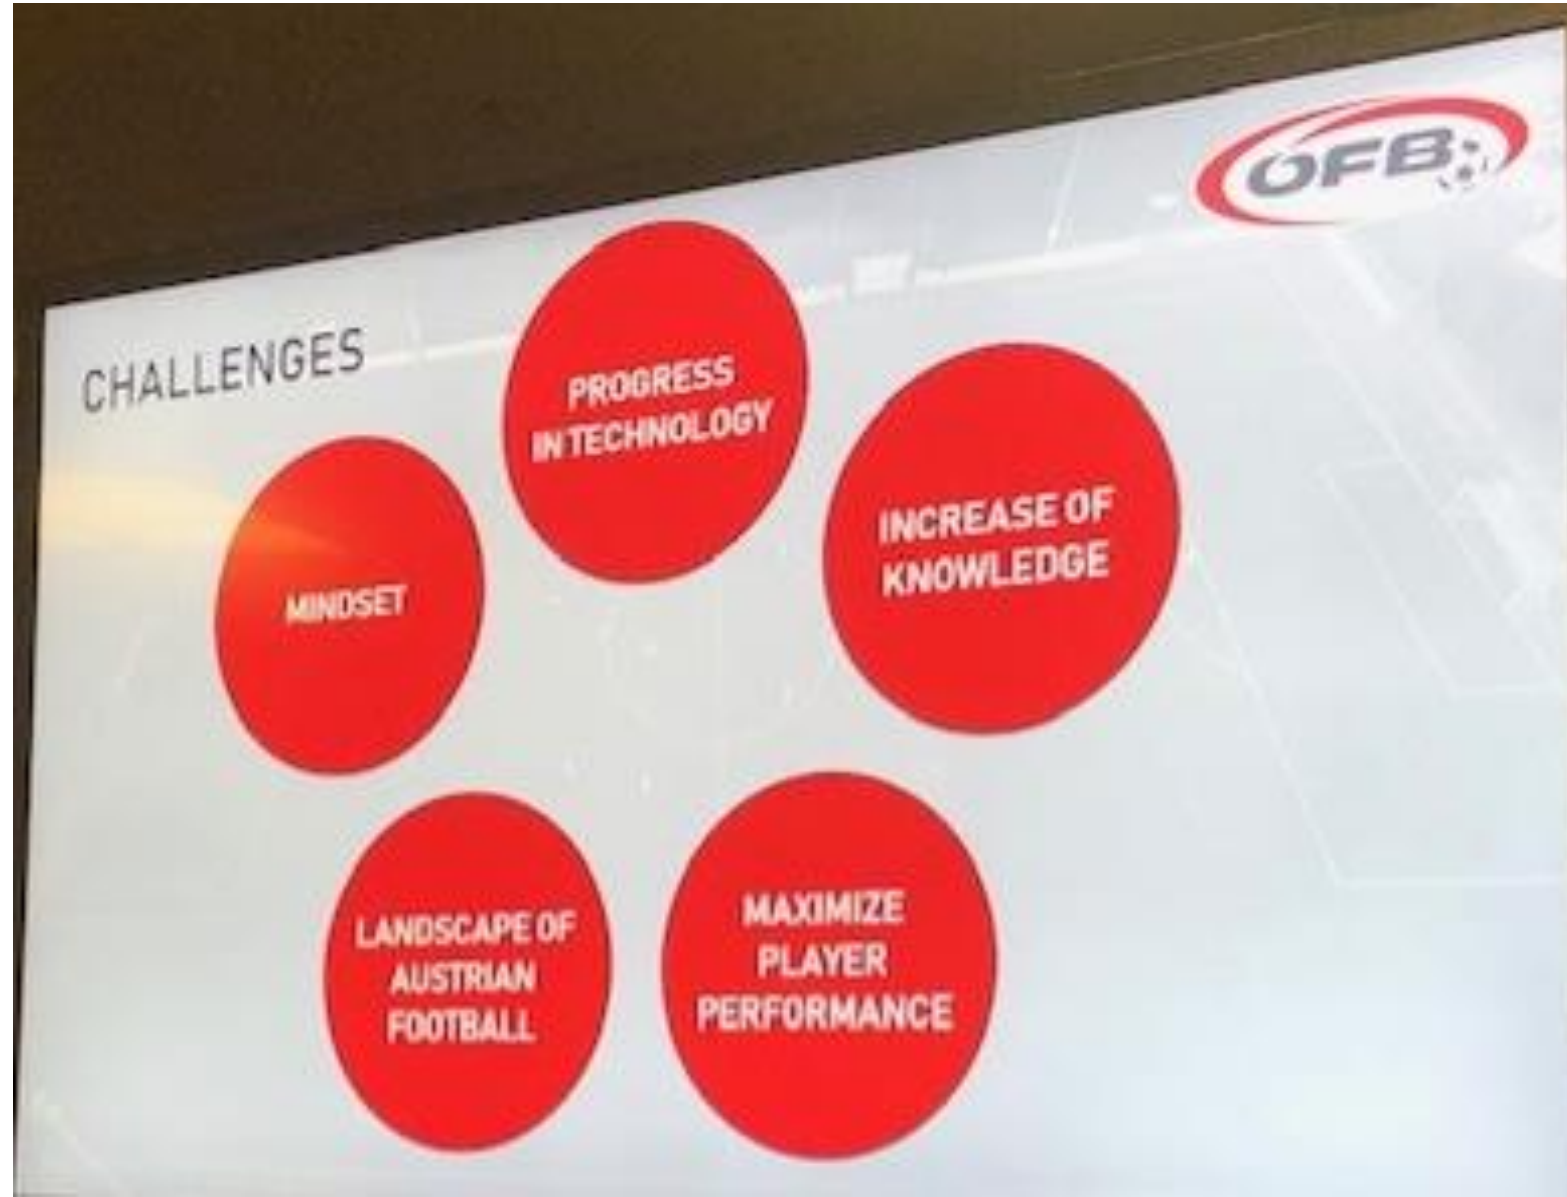 ÖFB
CHALLENGES
PROGRESS
IN TECHNOLOGY
INCREASE OF
KNOWLEDGE
MINDSET
LANDSCAPE OF
AUSTRIAN
FOOTBALL
MAXIMIZE
PLAYER
PERFORMANCE